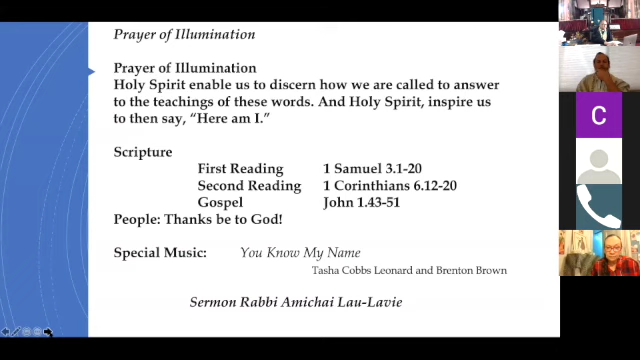 Prayer of Illumination
Prayer of Illumination
Holy Spirit enable us to discern how we are called to answer
to the teachings of these words. And Holy Spirit, inspire us
to then say, “Here am I.”
Scripture
First Reading 1 Samuel 3.1-20
Second Reading 1 Corinthians 6.12-20
Gospel John 1.43-51
People: Thanks be to God!
Special Music: You Know My Name
Tasha Cobbs Leonard and Brenton Brown
Sermon Rabbi Amichai Lau-Lavie
C